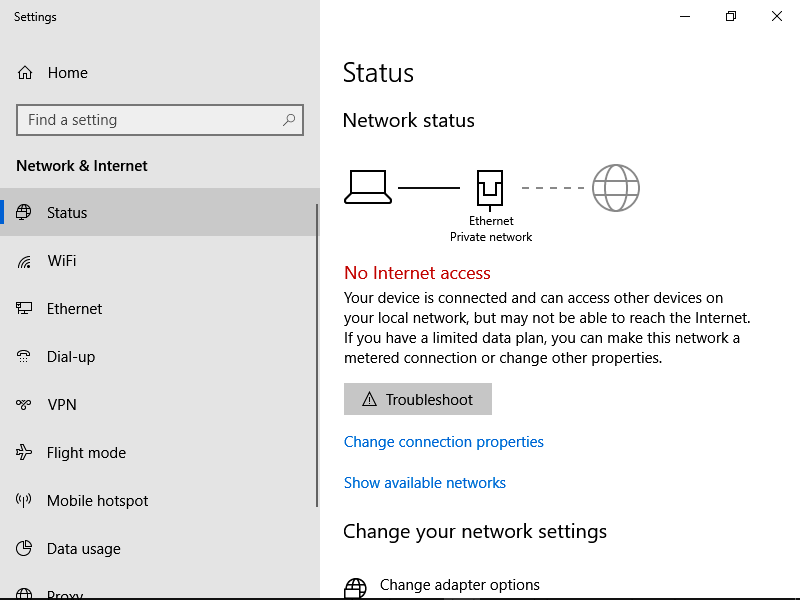 Settings
Home
Find a setting
Network & Internet
Status
WiFi
Ethernet
Dial-up
VPN
Flight mode
Mobile hotspot
Data usage
Proxy
Status
Network status
Ethernet
Private network
No Internet access
Your device is connected and can access other devices on
your local network, but may not be able to reach the Internet.
If you have a limited data plan, you can make this network a
metered connection or change other properties.
Troubleshoot
Change connection properties
Show available networks
Change your network settings
Change adapter options